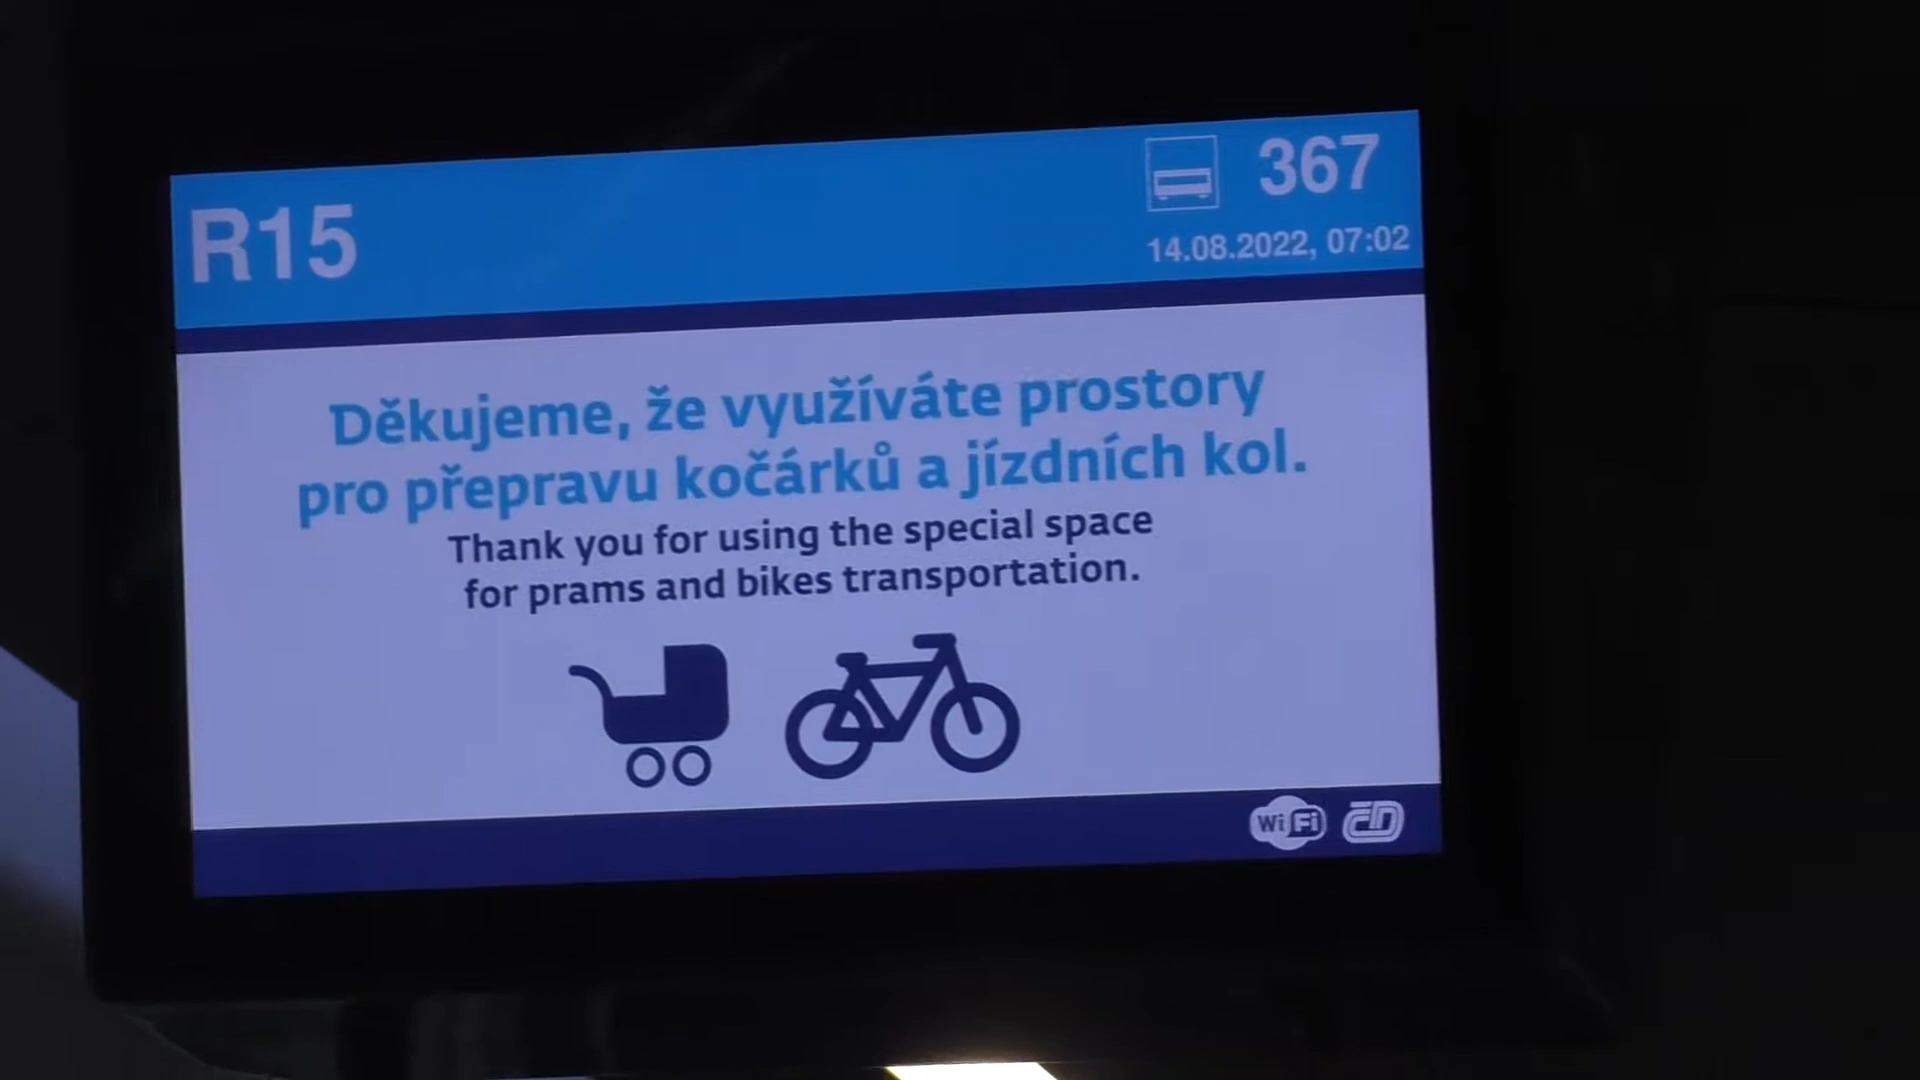 R15
367
14.08.2022, 07:02
Děkujeme, že využíváte prostory
pro přepravu kočárků a jízdních kol.
Thank you for using the special space
for prams and bikes transportation.
WiFi ČD